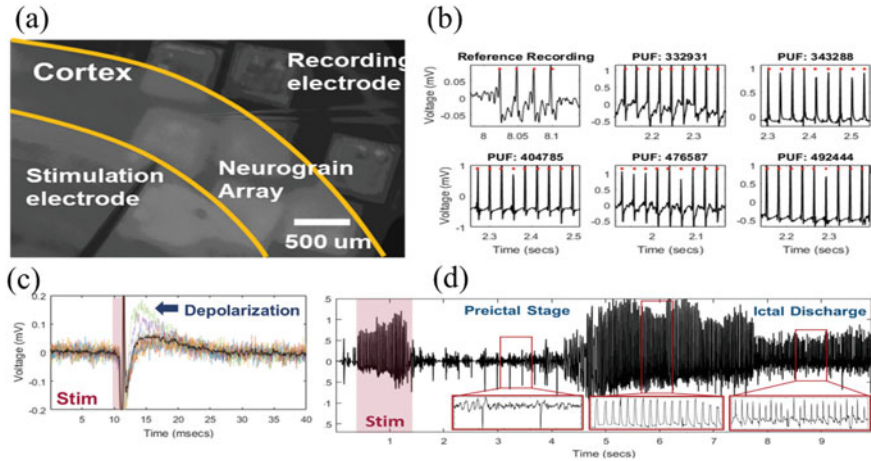 (a)
Cortex
Recording
electrode
Stimulation
electrode
Neurograin
Array
500 um
(b)
Reference Recording
PUF: 332931
PUF: 343288
Voltage (mV)
0.05
0
-0.05
8
8.05
8.1
1
0.5
0
-0.5
2.2
2.3
1
0.5
0
-0.5
2.3
2.4
2.5
PUF: 404785
PUF: 476587
PUF: 492444
Voltage (mV)
1
0
-1
2.3
2.4
2.5
Time (secs)
1
0.5
0
-0.5
2
2.1
Time (secs)
1
0.5
0
-0.5
2.2
2.3
Time (secs)
(c)
Voltage (mV)
0.2
0.1
0
-0.1
-0.2
Depolarization
Stim
5 10 15 20 25 30 35 40
Time (msecs)
(d)
.5
1
.5
0
.5
1
Preictal Stage
Ictal Discharge
Stim
1 2 3 4 5 6 7 8 9
Time (secs)